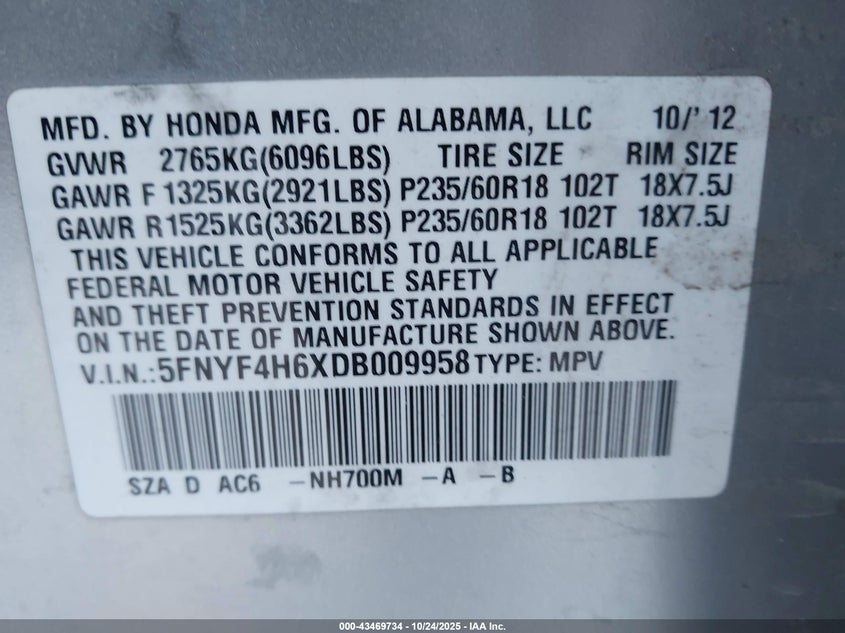 MFD. BY HONDA MFG. OF ALABAMA, LLC 10/'12
GVWR 2765KG(6096LBS) TIRE SIZE RIM SIZE
GAWR F 1325KG(2921LBS) P235/60R18 102T 18X7.5J
GAWR R1525KG(3362LBS) P235/60R18 102T 18X7.5J
THIS VEHICLE CONFORMS TO ALL APPLICABLE
FEDERAL MOTOR VEHICLE SAFETY
AND THEFT PREVENTION STANDARDS IN EFFECT
ON THE DATE OF MANUFACTURE SHOWN ABOVE.
V.I.N.:5FNYF4H6XDB009958 TYPE: MPV
SZA D AC6 -NH700M -A -B
000-43469734 - 10/24/2025 - IAA Inc.